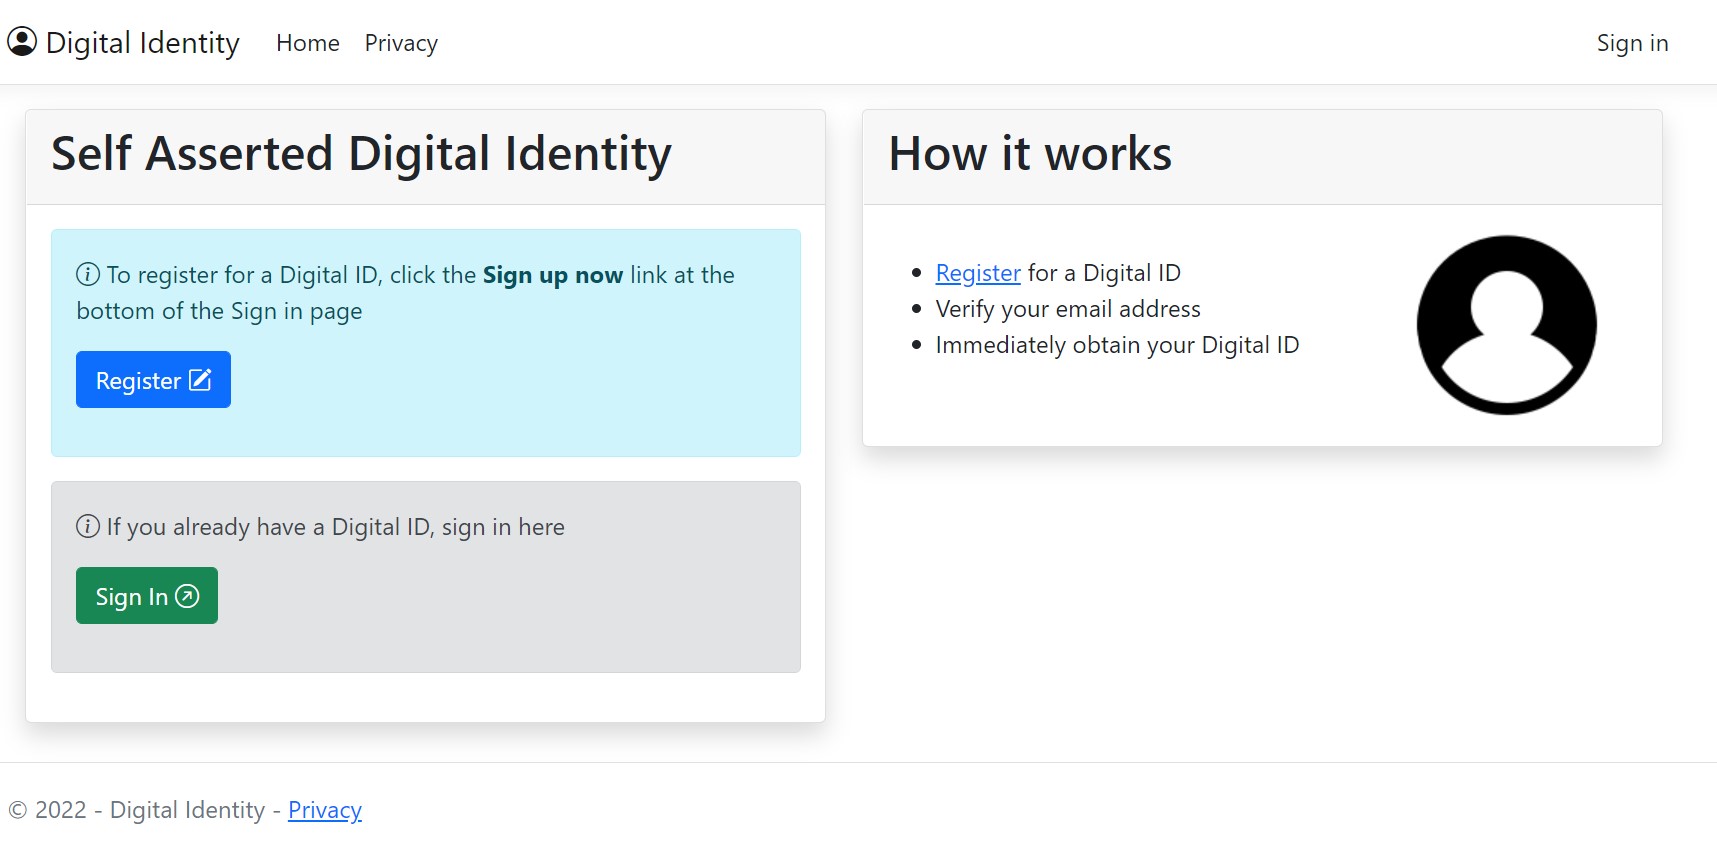 Digital Identity Home Privacy Sign in
Self Asserted Digital Identity
To register for a Digital ID, click the Sign up now link at the
bottom of the Sign in page
Register
If you already have a Digital ID, sign in here
Sign In
How it works
Register for a Digital ID
Verify your email address
Immediately obtain your Digital ID
© 2022 - Digital Identity - Privacy